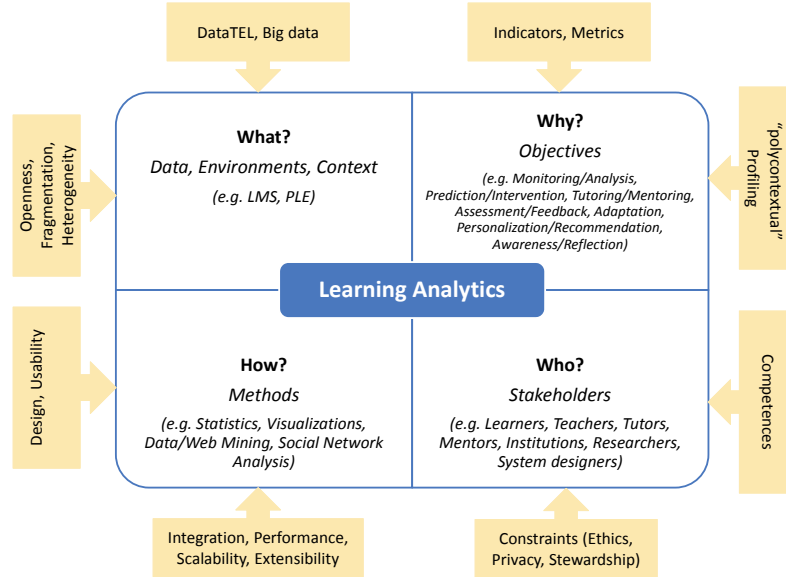 DataTEL, Big data
Indicators, Metrics
Openness,
Fragmentation,
Heterogeneity
What?
Data, Environments, Context
(e.g. LMS, PLE)
Why?
Objectives
(e.g. Monitoring/Analysis,
Prediction/Intervention, Tutoring/Mentoring,
Assessment/Feedback, Adaptation,
Personalization/Recommendation,
Awareness/Reflection)
“polycontextual”
Profiling
Learning Analytics
Design, Usability
How?
Methods
(e.g. Statistics, Visualizations,
Data/Web Mining, Social Network
Analysis)
Who?
Stakeholders
(e.g. Learners, Teachers, Tutors,
Mentors, Institutions, Researchers,
System designers)
Competences
Integration, Performance,
Scalability, Extensibility
Constraints (Ethics,
Privacy, Stewardship)